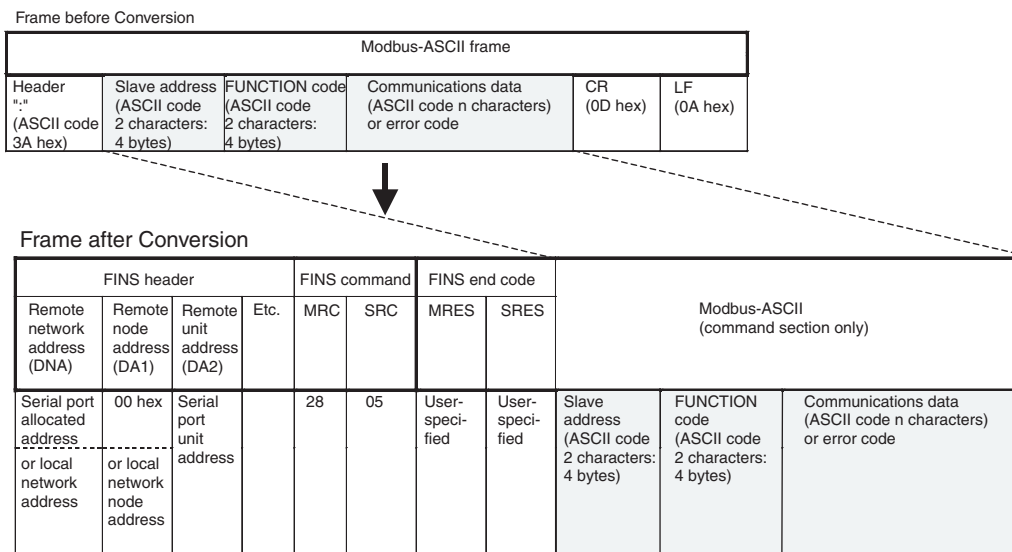 Frame before Conversion
Modbus-ASCII frame
Header
":"
(ASCII code
3A hex)
Slave address
(ASCII code
2 characters:
4 bytes)
FUNCTION code
(ASCII code
2 characters:
4 bytes)
Communications data
(ASCII code n characters)
or error code
CR
(0D hex)
LF
(0A hex)
Frame after Conversion
FINS header
FINS command
FINS end code
Modbus-ASCII
(command section only)
Remote
network
address
(DNA)
Remote
node
address
(DA1)
Remote
unit
address
(DA2)
Etc.
MRC
SRC
MRES
SRES
Serial port
allocated
address
or local
network
address
00 hex
or local
network
node
address
Serial
port
unit
address
28
05
User-
speci-
fied
User-
speci-
fied
Slave
address
(ASCII code
2 characters:
4 bytes)
FUNCTION
code
(ASCII code
2 characters:
4 bytes)
Communications data
(ASCII code n characters)
or error code